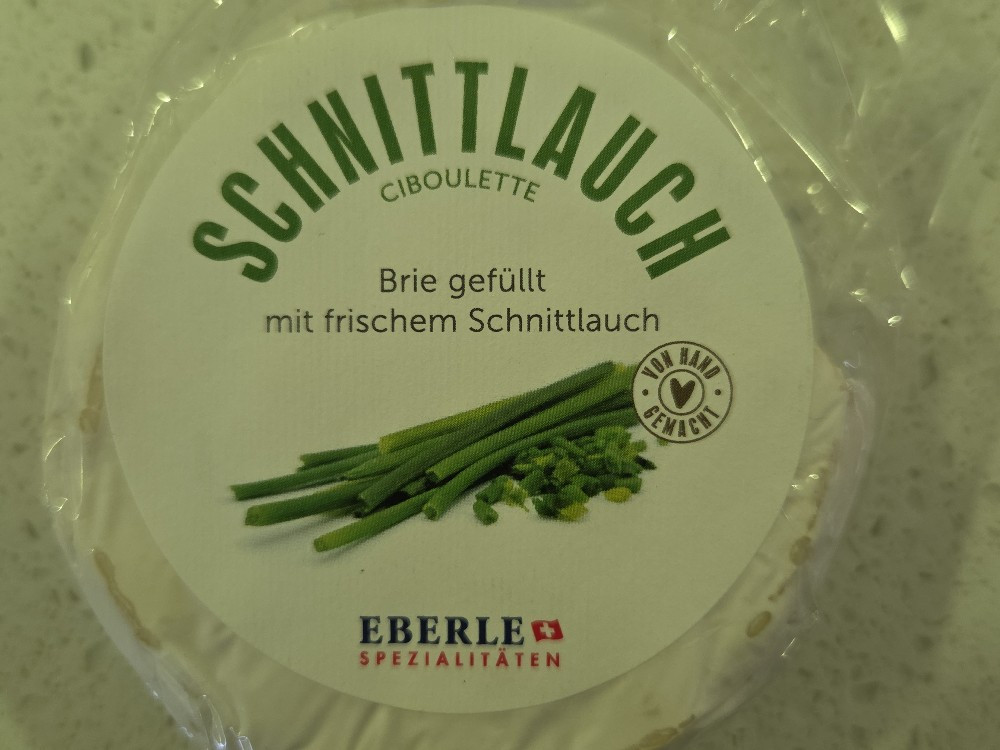 SCHNITTLAUCH
CIBOULETTE
Brie gefüllt
mit frischem Schnittlauch
VON HAND
GEMACHT
EBERLE
SPEZIALITÄTEN